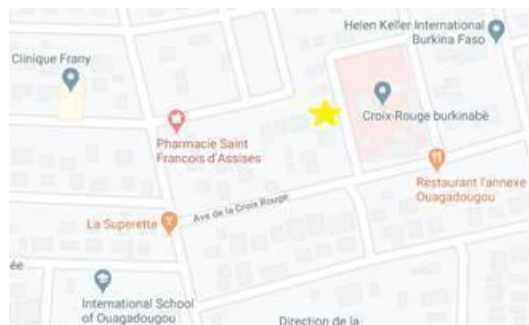 Helen Keller International
Burkina Faso
Clinique Frany
Croix-Rouge burkinabè
Pharmacie Saint
Francois d'Assises
Restaurant l'annexe
Ouagadougou
Ave de la Croix Rouge
La Superette
ée
International School
of Ouagadougou
Direction de la